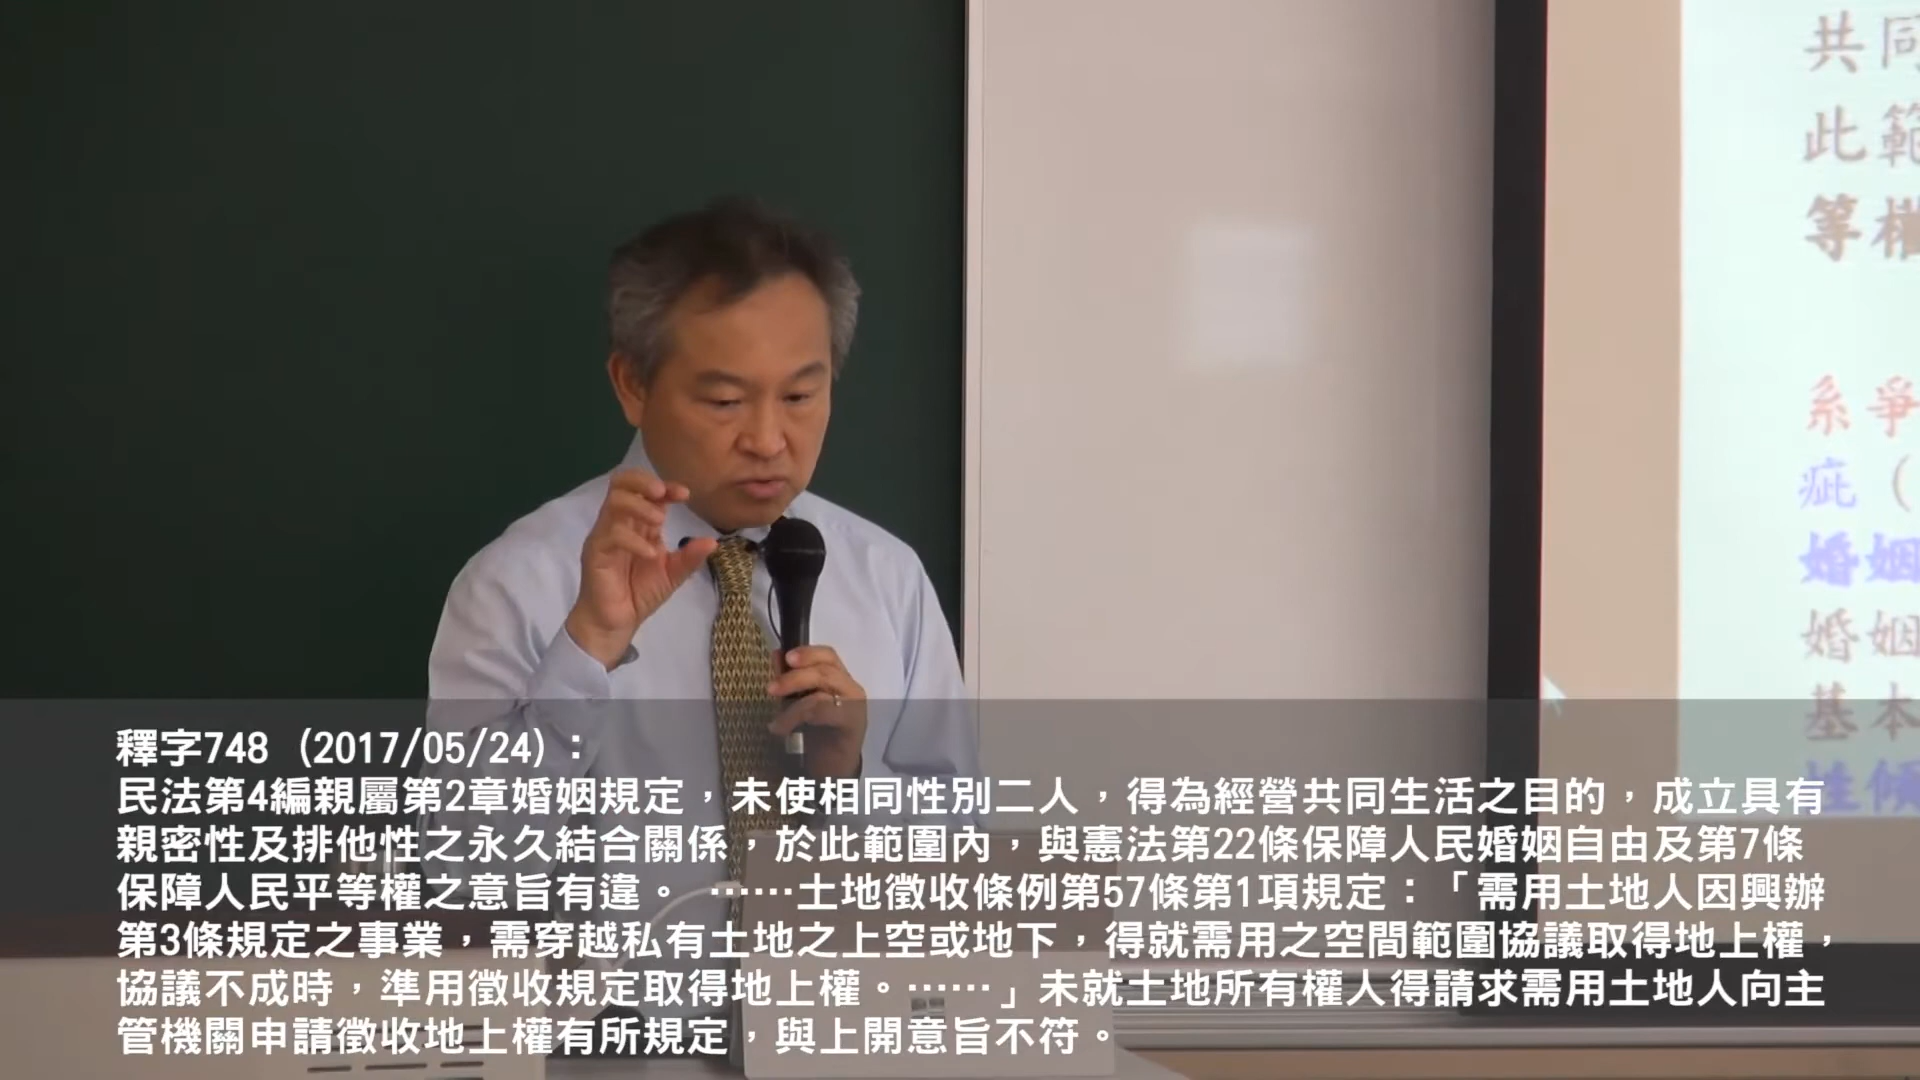 共同
此範
等權
系爭
疵（
婚姻
婚姻
基本
性傾
釋字748 (2017/05/24)：
民法第4編親屬第2章婚姻規定，未使相同性別二人，得為經營共同生活之目的，成立具有
親密性及排他性之永久結合關係，於此範圍內，與憲法第22條保障人民婚姻自由及第7條
保障人民平等權之意旨有違。 ……土地徵收條例第57條第1項規定：「需用土地人因興辦
第3條規定之事業，需穿越私有土地之上空或地下，得就需用之空間範圍協議取得地上權，
協議不成時，準用徵收規定取得地上權。……」未就土地所有權人得請求需用土地人向主
管機關申請徵收地上權有所規定，與上開意旨不符。